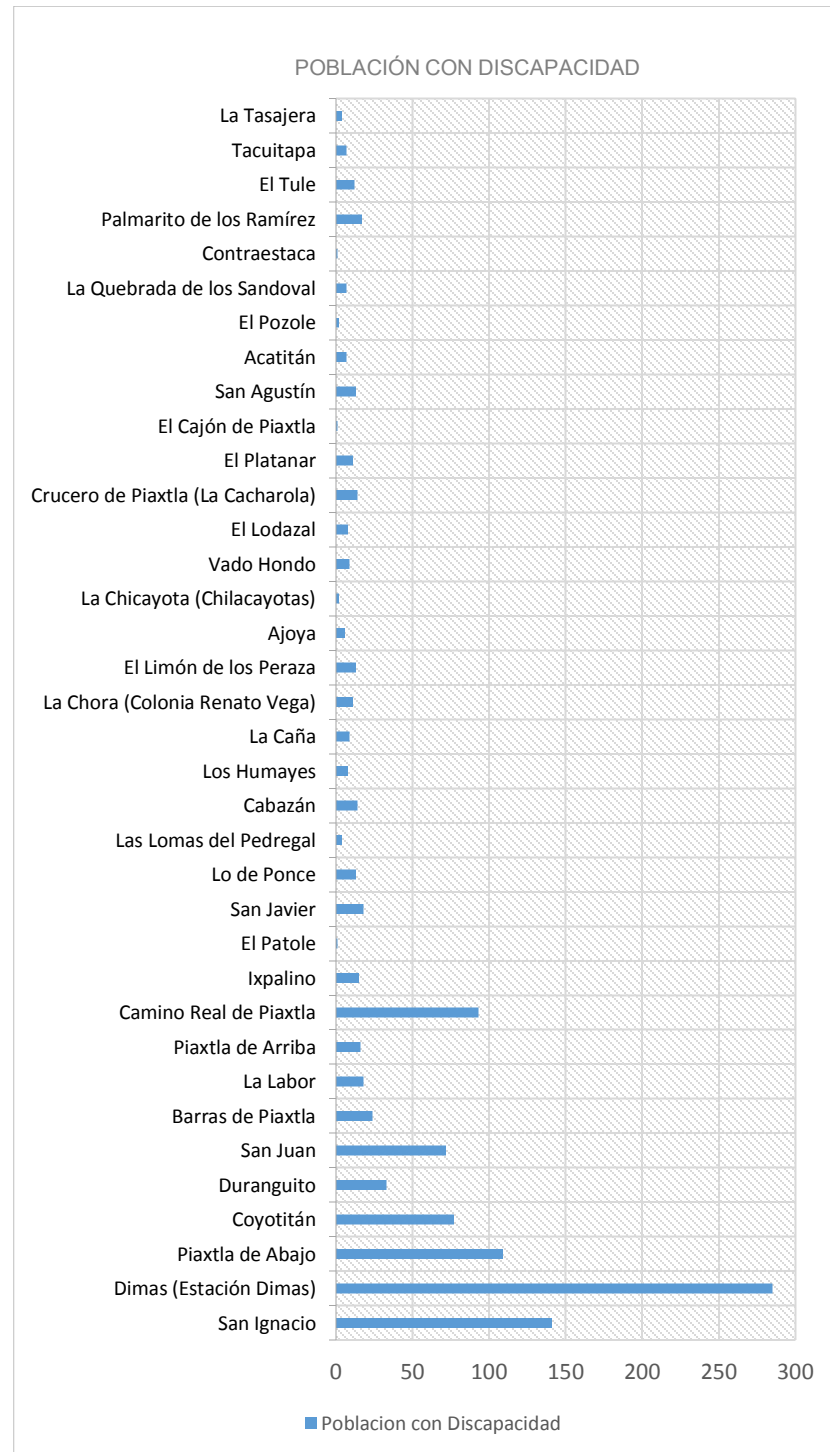 POBLACIÓN CON DISCAPACIDAD
La Tasajera
Tacuitapa
El Tule
Palmarito de los Ramírez
Contraestaca
La Quebrada de los Sandoval
El Pozole
Acatitán
San Agustín
El Cajón de Piaxtla
El Platanar
Crucero de Piaxtla (La Cacharola)
El Lodazal
Vado Hondo
La Chicayota (Chilacayotas)
Ajoya
El Limón de los Peraza
La Chora (Colonia Renato Vega)
La Caña
Los Humayes
Cabazán
Las Lomas del Pedregal
Lo de Ponce
San Javier
El Patole
Ixpalino
Camino Real de Piaxtla
Piaxtla de Arriba
La Labor
Barras de Piaxtla
San Juan
Duranguito
Coyotitán
Piaxtla de Abajo
Dimas (Estación Dimas)
San Ignacio
0 50 100 150 200 250 300
Poblacion con Discapacidad